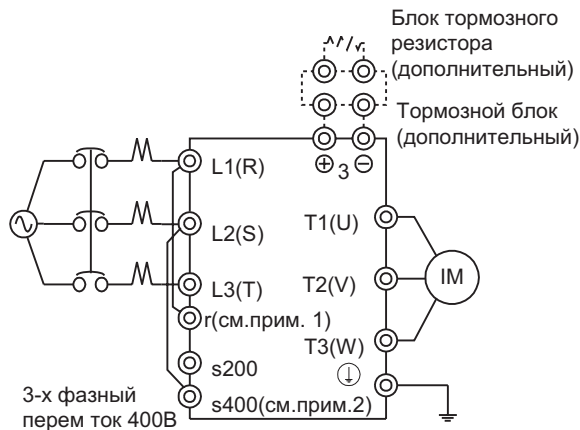 Блок тормозного
резистора
(дополнительный)
Тормозной блок
(дополнительный)
⊕3 ⊖
L1(R)
L2(S)
T1(U)
L3(T)
T2(V)
IM
r(см.прим. 1)
T3(W)
s200
3-х фазный
перем ток 400В
s400(см.прим.2)